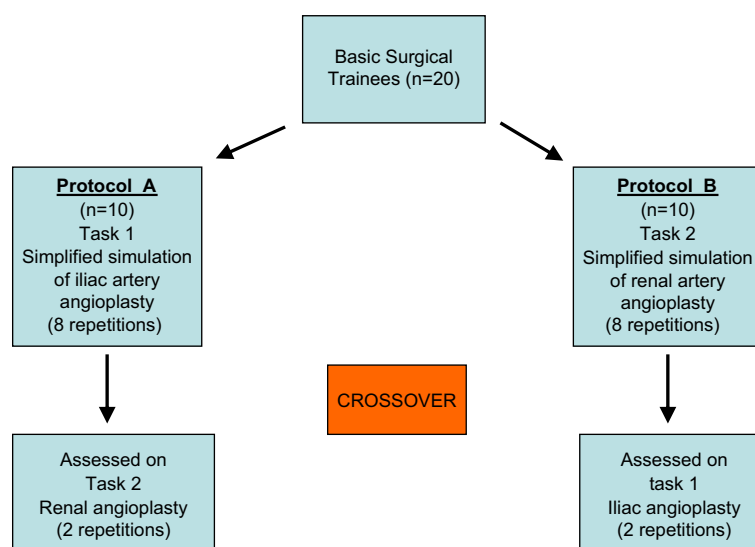 Basic Surgical
Trainees (n=20)
Protocol A
(n=10)
Task 1
Simplified simulation
of iliac artery
angioplasty
(8 repetitions)
Protocol B
(n=10)
Task 2
Simplified simulation
of renal artery
angioplasty
(8 repetitions)
CROSSOVER
Assessed on
Task 2
Renal angioplasty
(2 repetitions)
Assessed on
task 1
Iliac angioplasty
(2 repetitions)